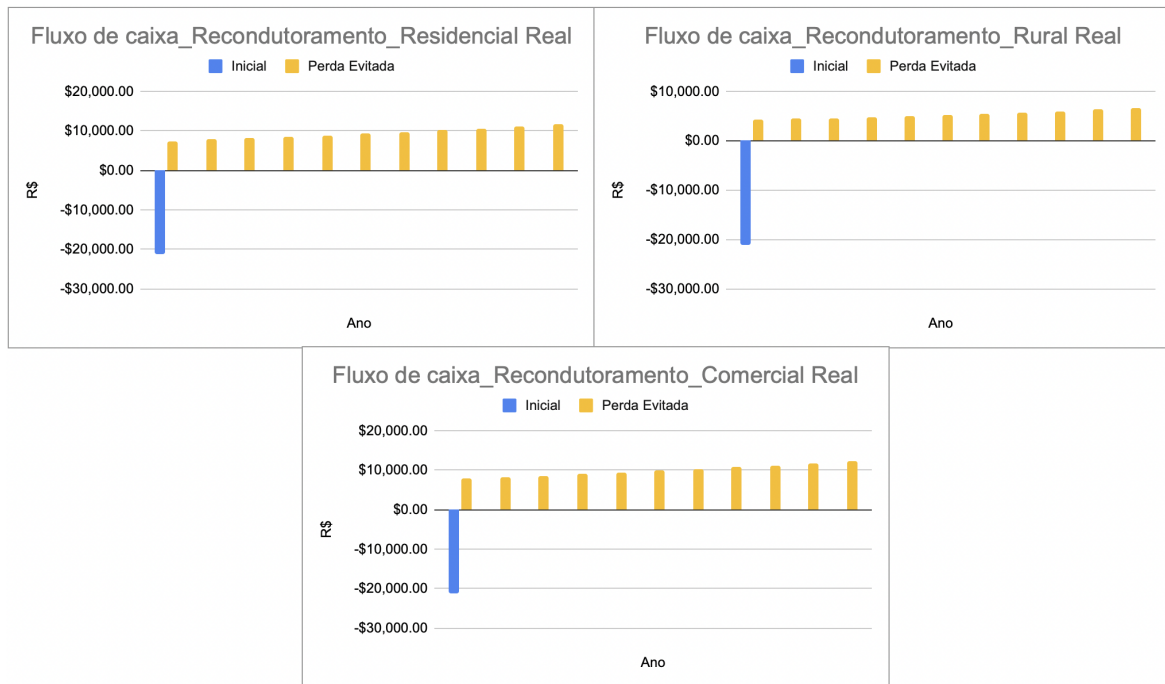 Fluxo de caixa_Recondutoramento_Residencial Real
Inicial Perda Evitada
$20,000.00
$10,000.00
$0.00
-$10,000.00
-$20,000.00
-$30,000.00
R$
Ano
Fluxo de caixa_Recondutoramento_Rural Real
Inicial Perda Evitada
$10,000.00
$0.00
-$10,000.00
-$20,000.00
-$30,000.00
R$
Ano
Fluxo de caixa_Recondutoramento_Comercial Real
Inicial Perda Evitada
$20,000.00
$10,000.00
$0.00
-$10,000.00
-$20,000.00
-$30,000.00
R$
Ano